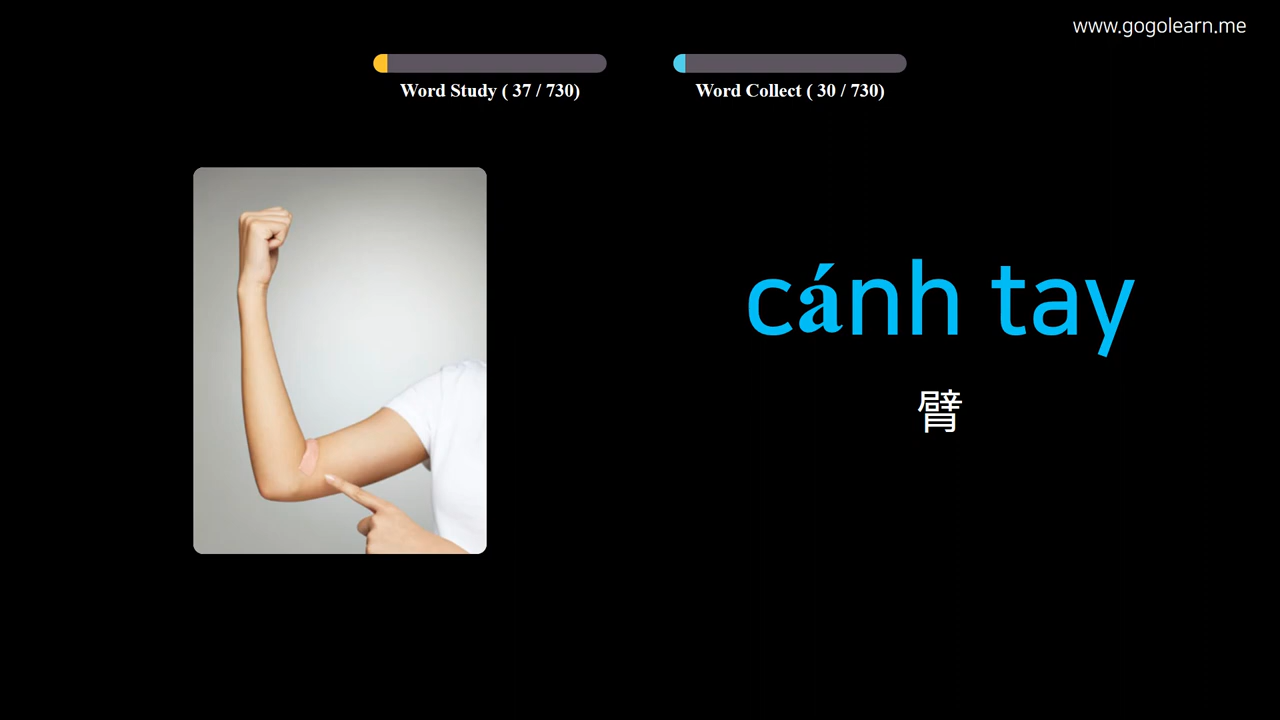 www.gogolearn.me
Word Study ( 37 / 730)
Word Collect ( 30 / 730)
cánh tay
臂